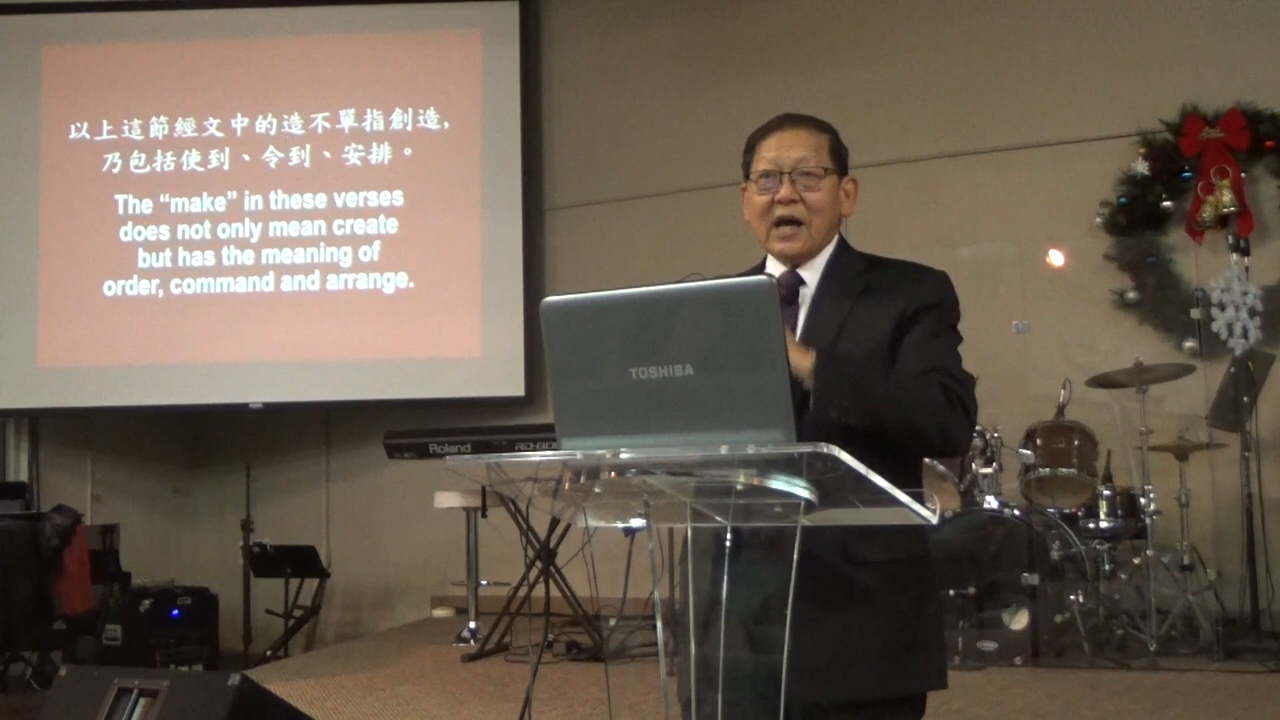 以上這節經文中的造不單指創造,
乃包括使到、令到、安排。
The “make” in these verses
does not only mean create
but has the meaning of
order, command and arrange.
TOSHIBA
Roland